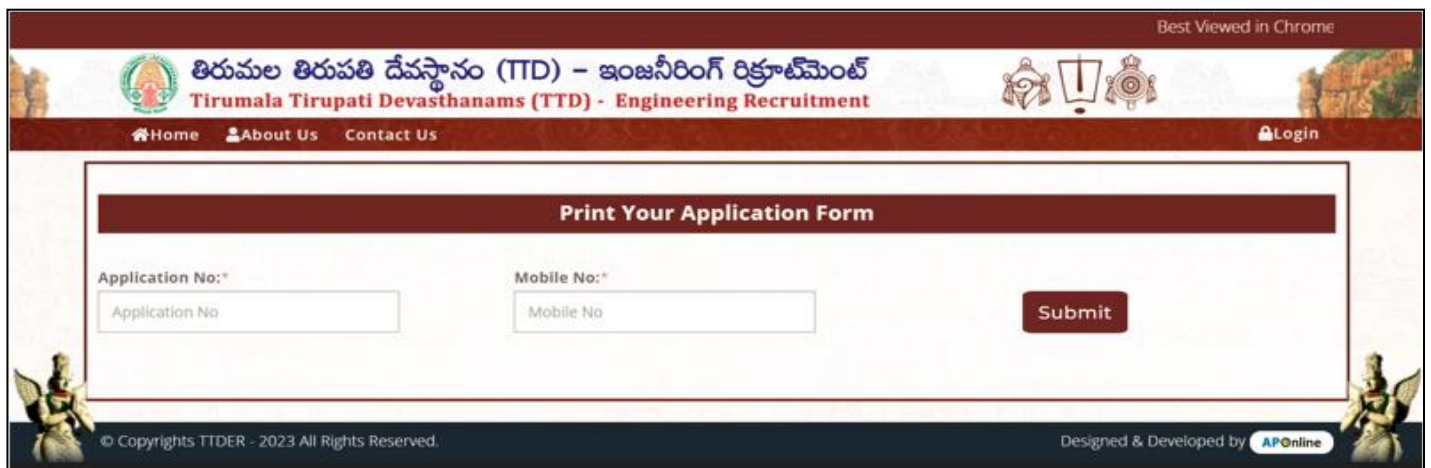 Best Viewed in Chrome
తిరుమల తిరుపతి దేవస్థానం (TTD) – ఇంజనీరింగ్ రిక్రూట్‌మెంట్
Tirumala Tirupati Devasthanams (TTD) - Engineering Recruitment
Home About Us Contact Us Login
Print Your Application Form
Application No:* Mobile No:*
Application No Mobile No Submit
© Copyrights TTDER - 2023 All Rights Reserved. Designed & Developed by APOnline